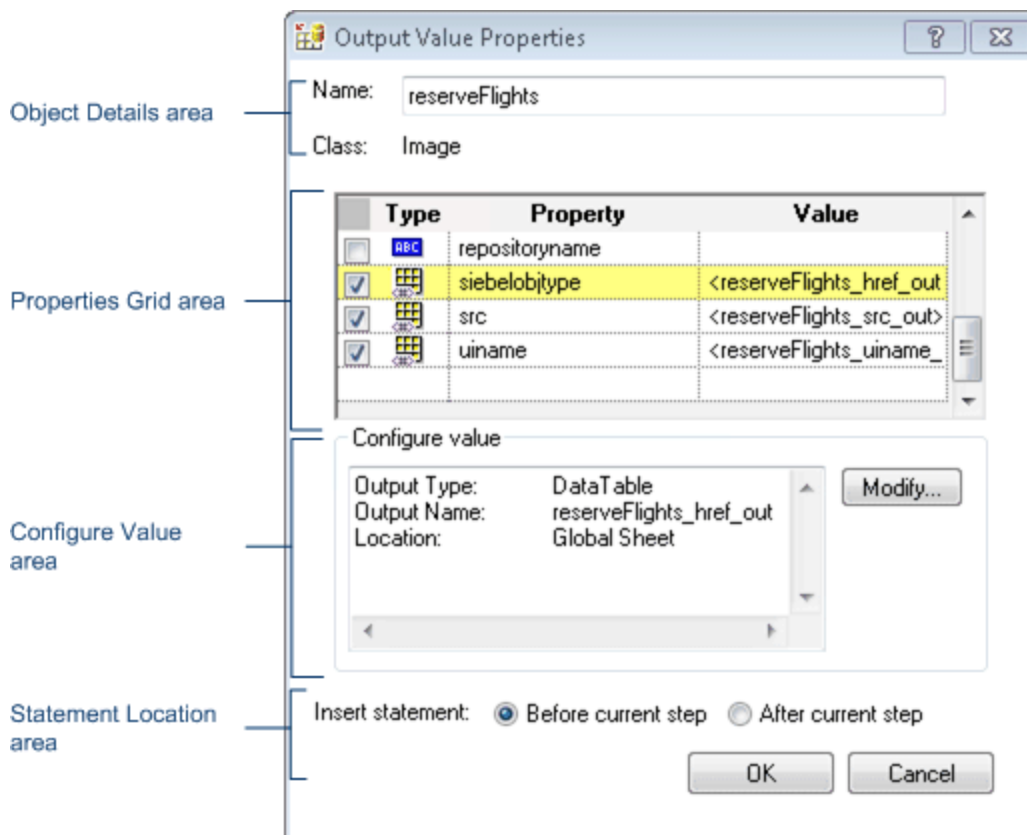 Output Value Properties
Object Details area
Name: reserveFlights
Class: Image
Properties Grid area
Type Property Value
ABC repositoryname
siebelobjtype <reserveFlights_href_out
src <reserveFlights_src_out>
uiname <reserveFlights_uiname_
Configure Value area
Configure value
Output Type: DataTable
Output Name: reserveFlights_href_out
Location: Global Sheet
Modify...
Statement Location area
Insert statement: Before current step After current step
OK Cancel